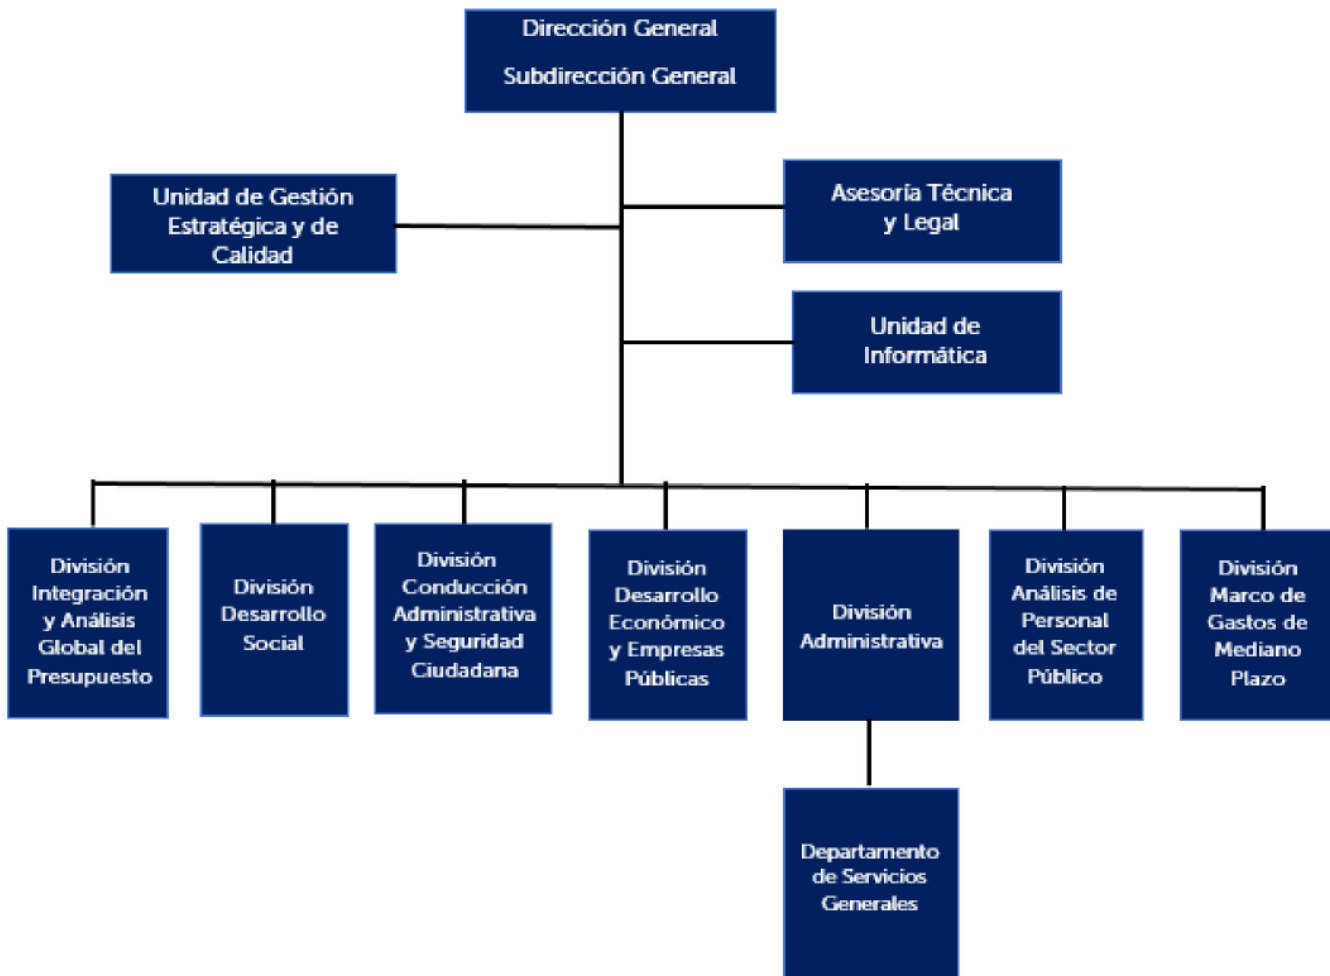 Dirección General
Subdirección General
Unidad de Gestión
Estratégica y de
Calidad
Asesoría Técnica
y Legal
Unidad de
Informática
División
Integración
y Análisis
Global del
Presupuesto
División
Desarrollo
Social
División
Conducción
Administrativa
y Seguridad
Ciudadana
División
Desarrollo
Económico
y Empresas
Públicas
División
Administrativa
División
Análisis de
Personal
del Sector
Público
División
Marco de
Gastos de
Mediano
Plazo
Departamento
de Servicios
Generales